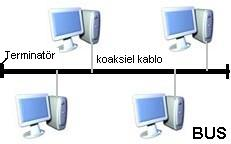 Terminatör
koaksiel kablo
BUS